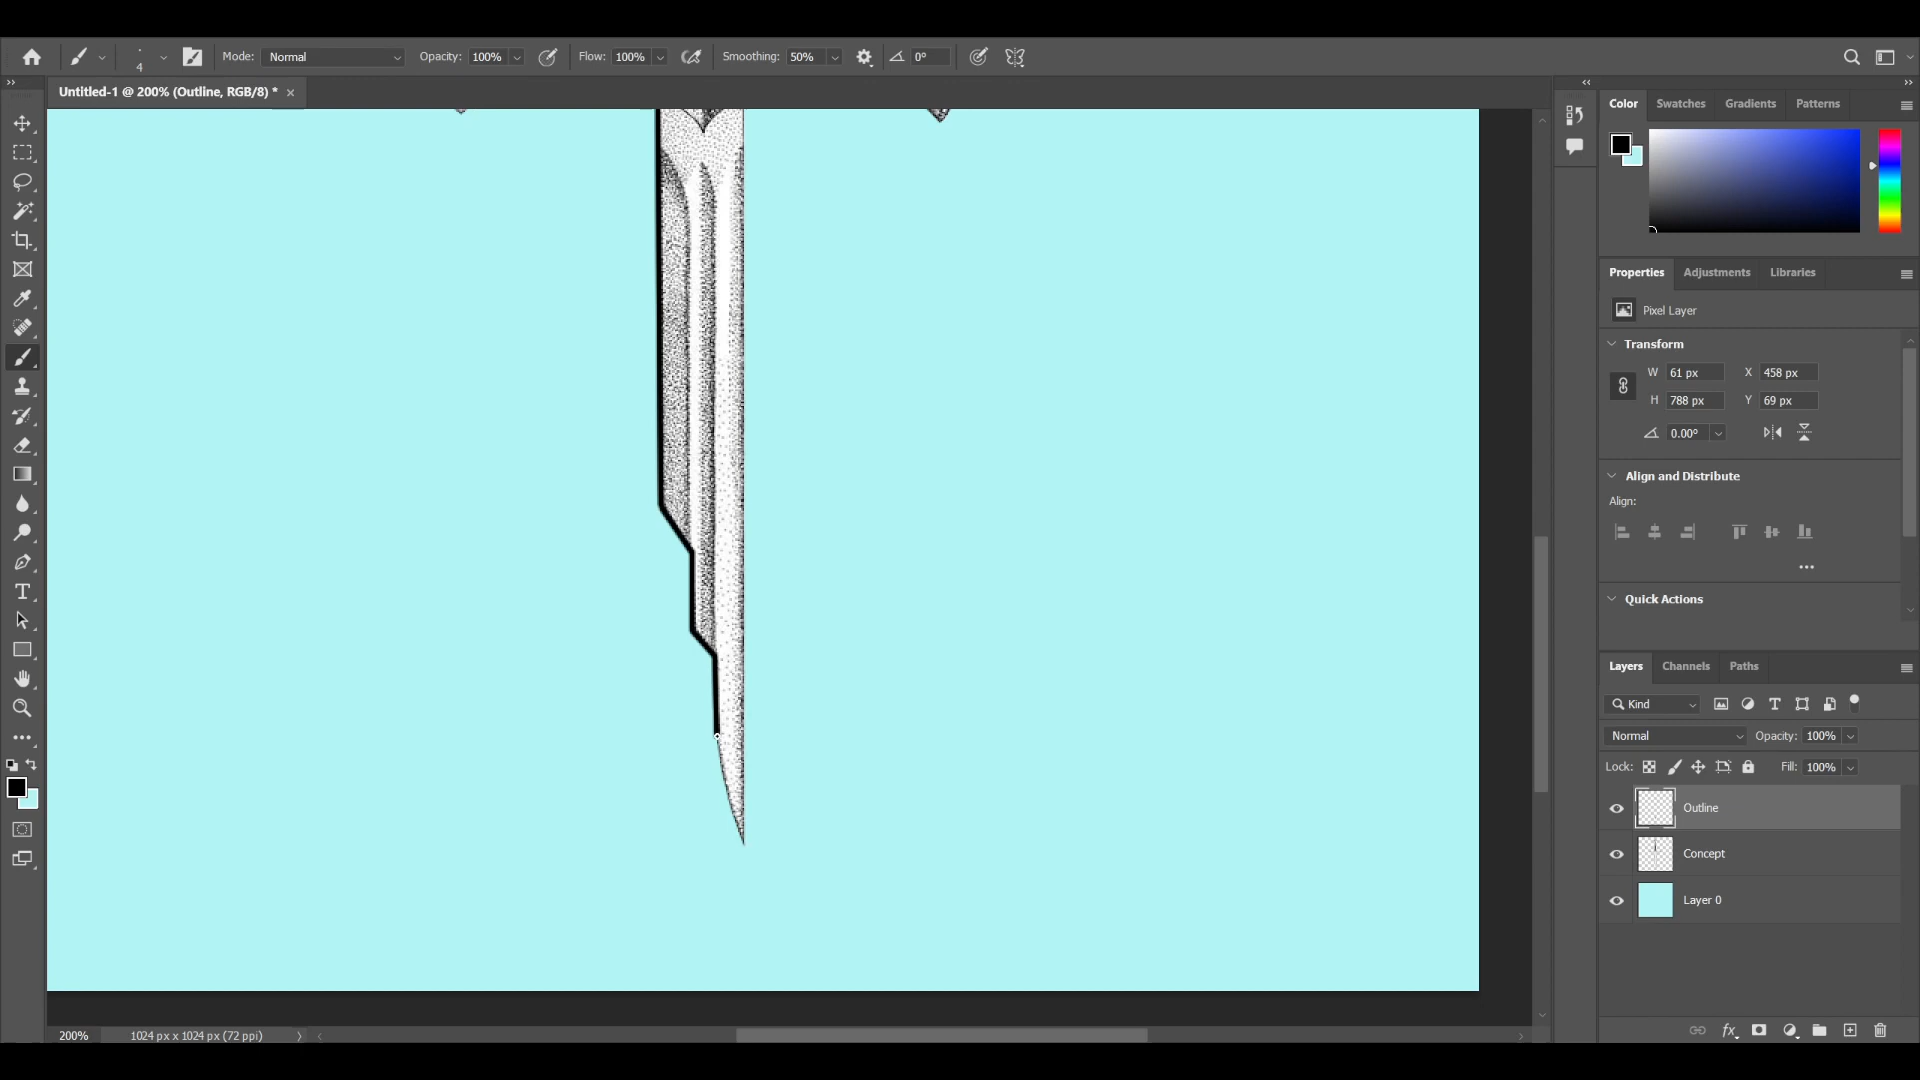 4 Mode: Normal Opacity: 100% Flow: 100% Smoothing: 50% 0°
Untitled-1 @ 200% (Outline, RGB/8) *
Color Swatches Gradients Patterns
Properties Adjustments Libraries
Pixel Layer
Transform
W 61 px X 458 px
H 788 px Y 69 px
0.00°
Align and Distribute
Align:
Quick Actions
Layers Channels Paths
Kind
Normal Opacity: 100%
Lock: Fill: 100%
Outline
Concept
Layer 0
fx
200% 1024 px x 1024 px (72 ppi)